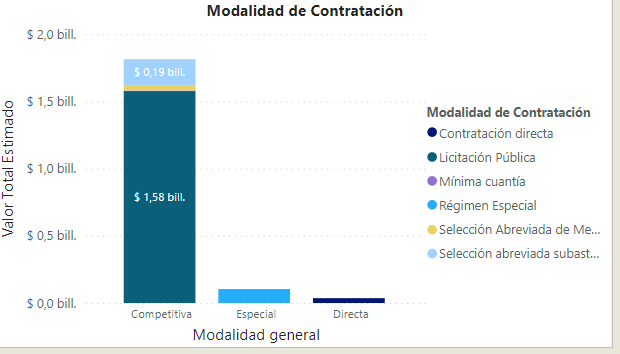 Modalidad de Contratación
$ 2,0 bill.
$ 1,5 bill.
$ 1,0 bill.
$ 0,5 bill.
$ 0,0 bill.
Valor Total Estimado
$ 0,19 bill.
$ 1,58 bill.
Competitiva
Especial
Directa
Modalidad general
Modalidad de Contratación
Contratación directa
Licitación Pública
Mínima cuantía
Régimen Especial
Selección Abreviada de Me...
Selección abreviada subast...